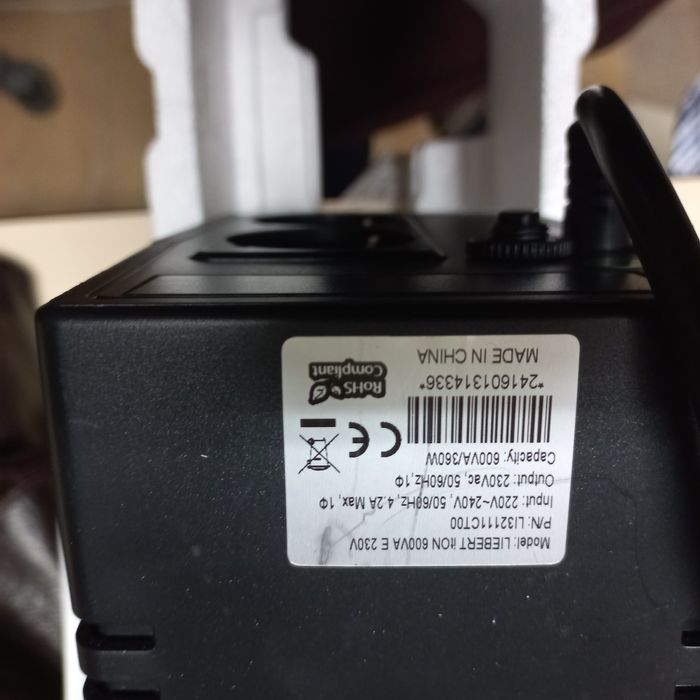 Model: LIEBERT itON 600VA E 230V
P/N: LI32111CT00
Input: 220V~240V, 50/60Hz,4.2A Max,1Φ
Output: 230Vac, 50/60Hz,1Φ
Capacity: 600VA/360W
CE
*241601314336*
RoHS
Compliant
MADE IN CHINA